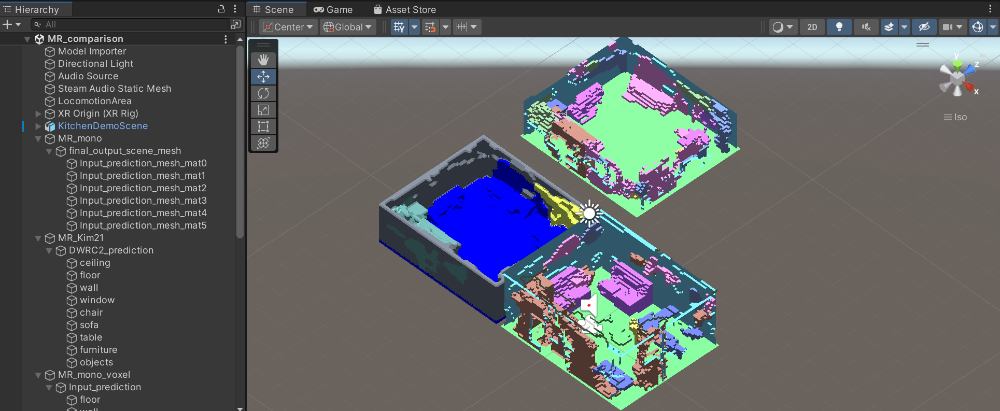 Hierarchy
All
MR_comparison
Model Importer
Directional Light
Audio Source
Steam Audio Static Mesh
LocomotionArea
XR Origin (XR Rig)
KitchenDemoScene
MR_mono
final_output_scene_mesh
Input_prediction_mesh_mat0
Input_prediction_mesh_mat1
Input_prediction_mesh_mat2
Input_prediction_mesh_mat3
Input_prediction_mesh_mat4
Input_prediction_mesh_mat5
MR_Kim21
DWRC2_prediction
ceiling
floor
wall
window
chair
sofa
table
furniture
objects
MR_mono_voxel
Input_prediction
floor
wall
Scene Game Asset Store
Center Global 2D
y
z
x
Iso